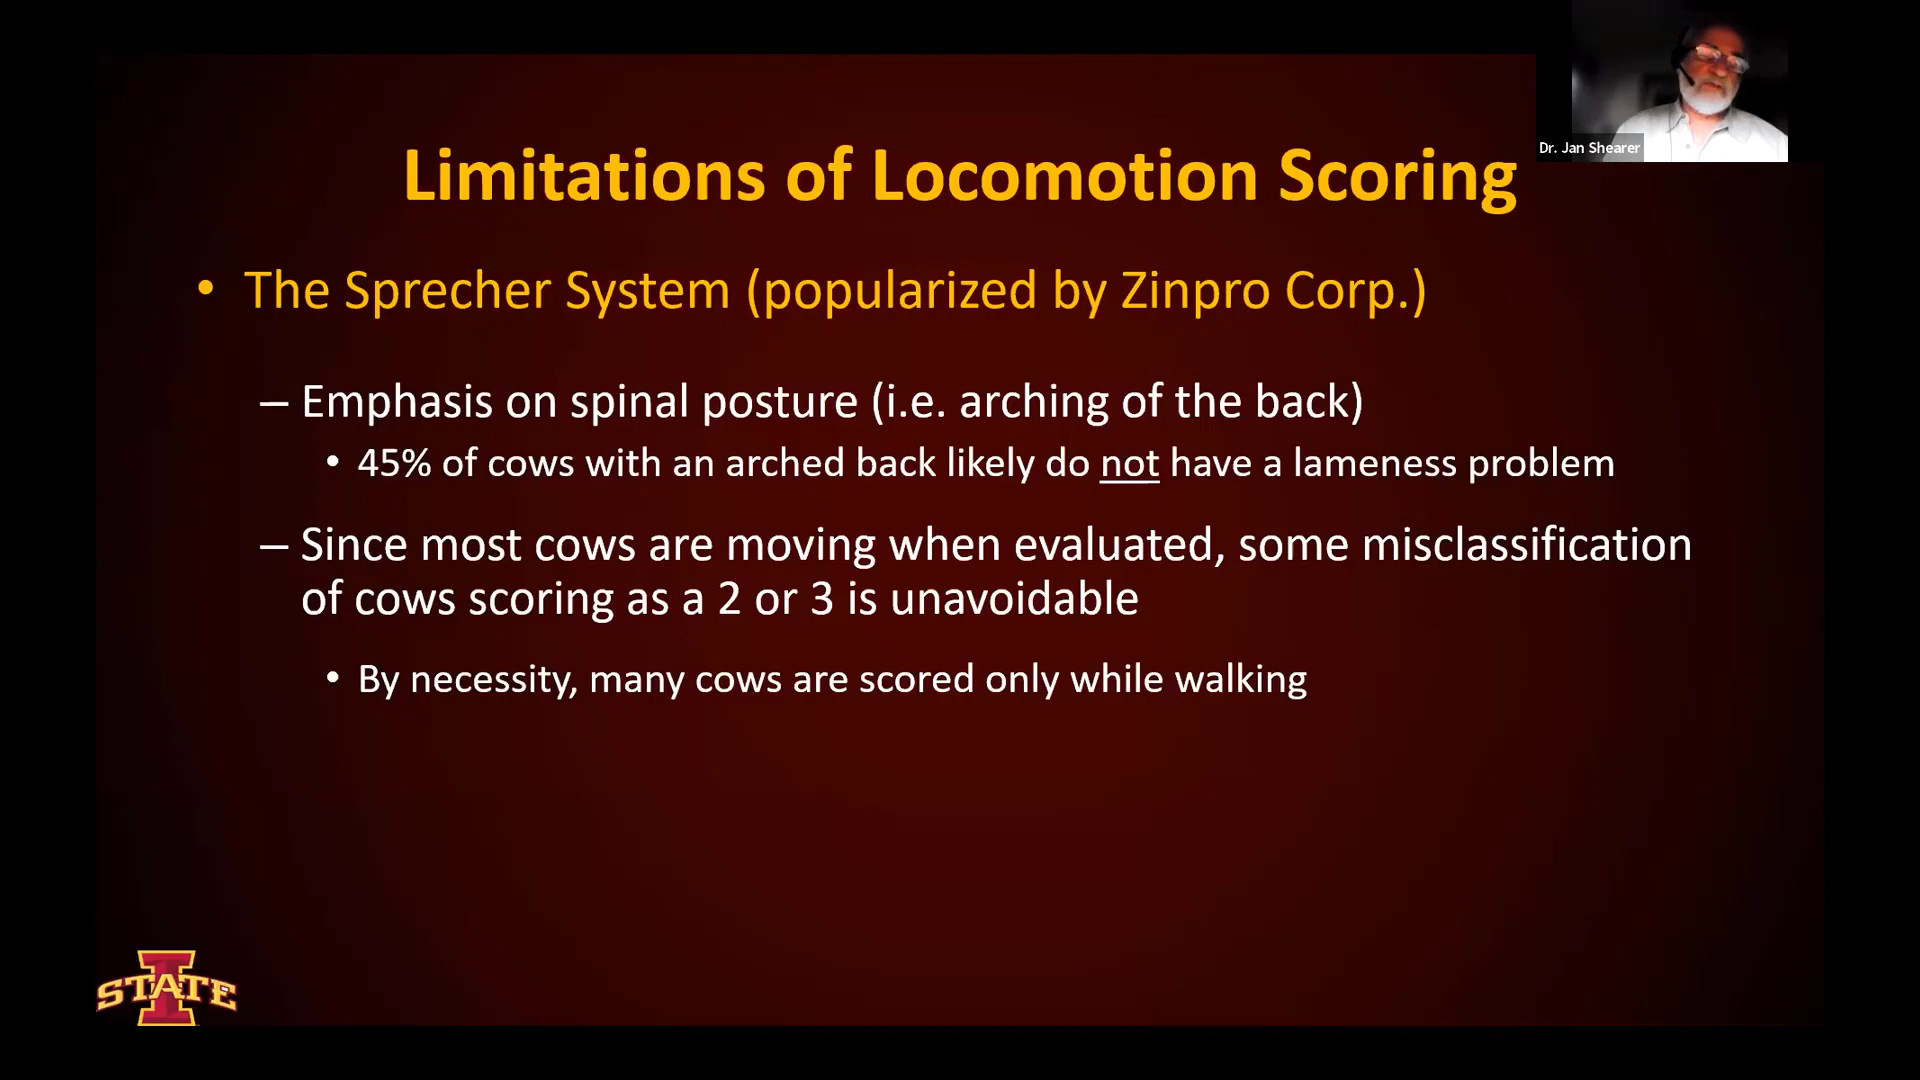 Dr. Jan Shearer
Limitations of Locomotion Scoring
• The Sprecher System (popularized by Zinpro Corp.)
– Emphasis on spinal posture (i.e. arching of the back)
• 45% of cows with an arched back likely do not have a lameness problem
– Since most cows are moving when evaluated, some misclassification
of cows scoring as a 2 or 3 is unavoidable
• By necessity, many cows are scored only while walking
I STATE